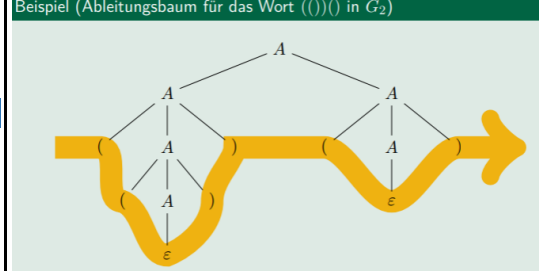 Beispiel (Ableitungsbaum für das Wort (())() in G₂)
A
A A
( A ) ( A )
( A ) ε
ε